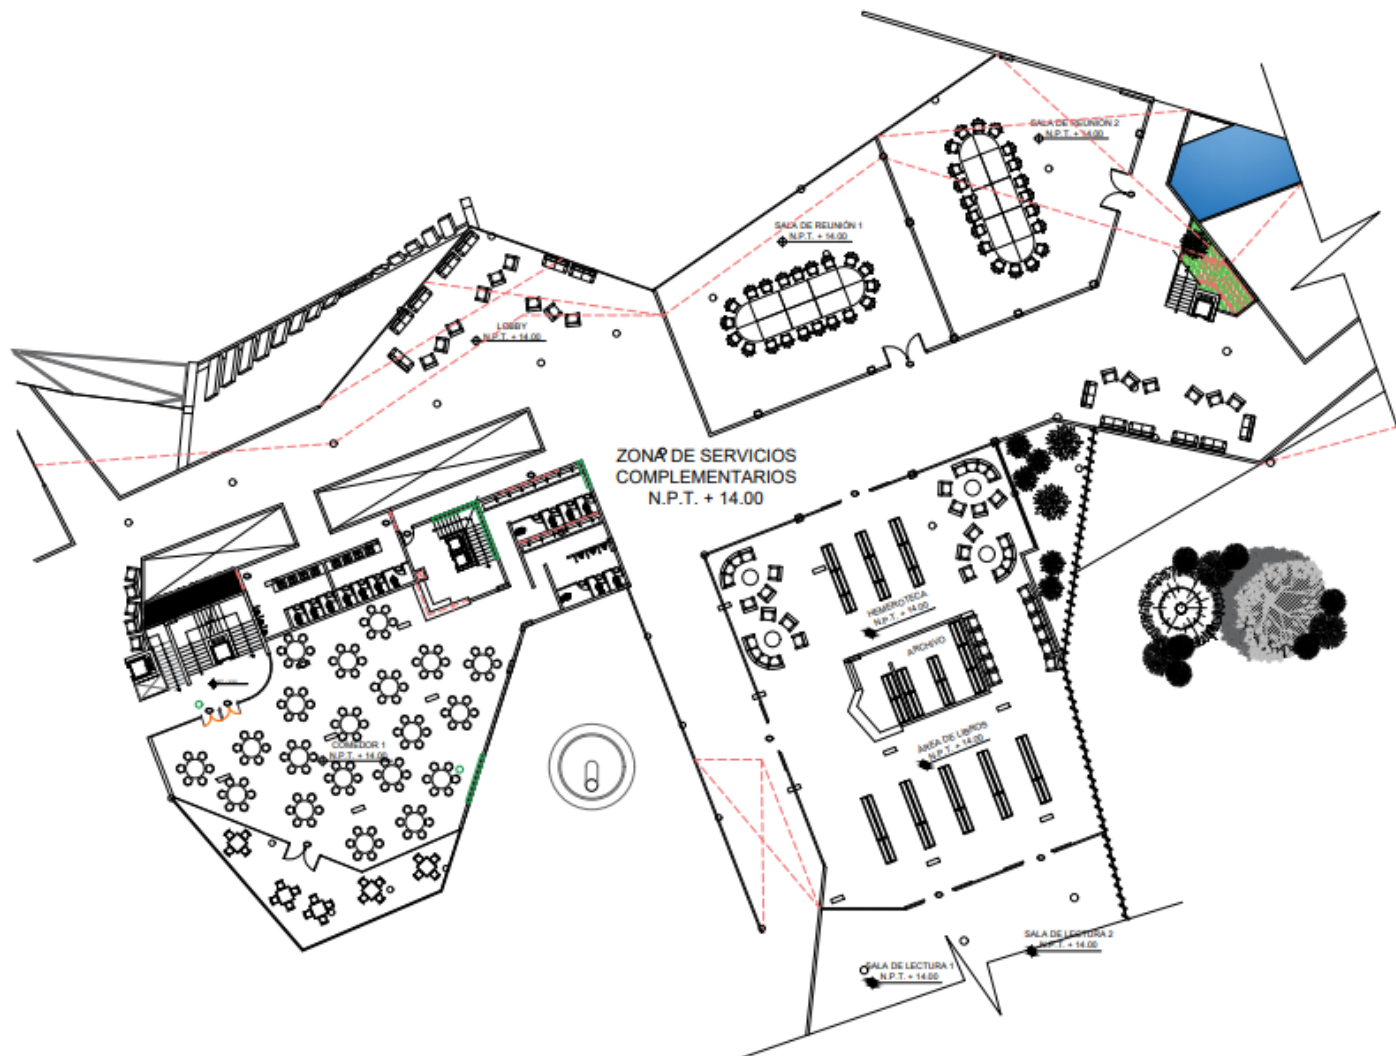 SALA DE REUNIÓN 2
N.P.T. + 14.00
SALA DE REUNIÓN 1
N.P.T. + 14.00
LOBBY
N.P.T. + 14.00
ZONA DE SERVICIOS
COMPLEMENTARIOS
N.P.T. + 14.00
HEMEROTECA
N.P.T. + 14.00
ARCHIVO
ÁREA DE LIBROS
N.P.T. + 14.00
COMEDOR 1
N.P.T. + 14.00
SALA DE LECTURA 2
N.P.T. + 14.00
SALA DE LECTURA 1
N.P.T. + 14.00